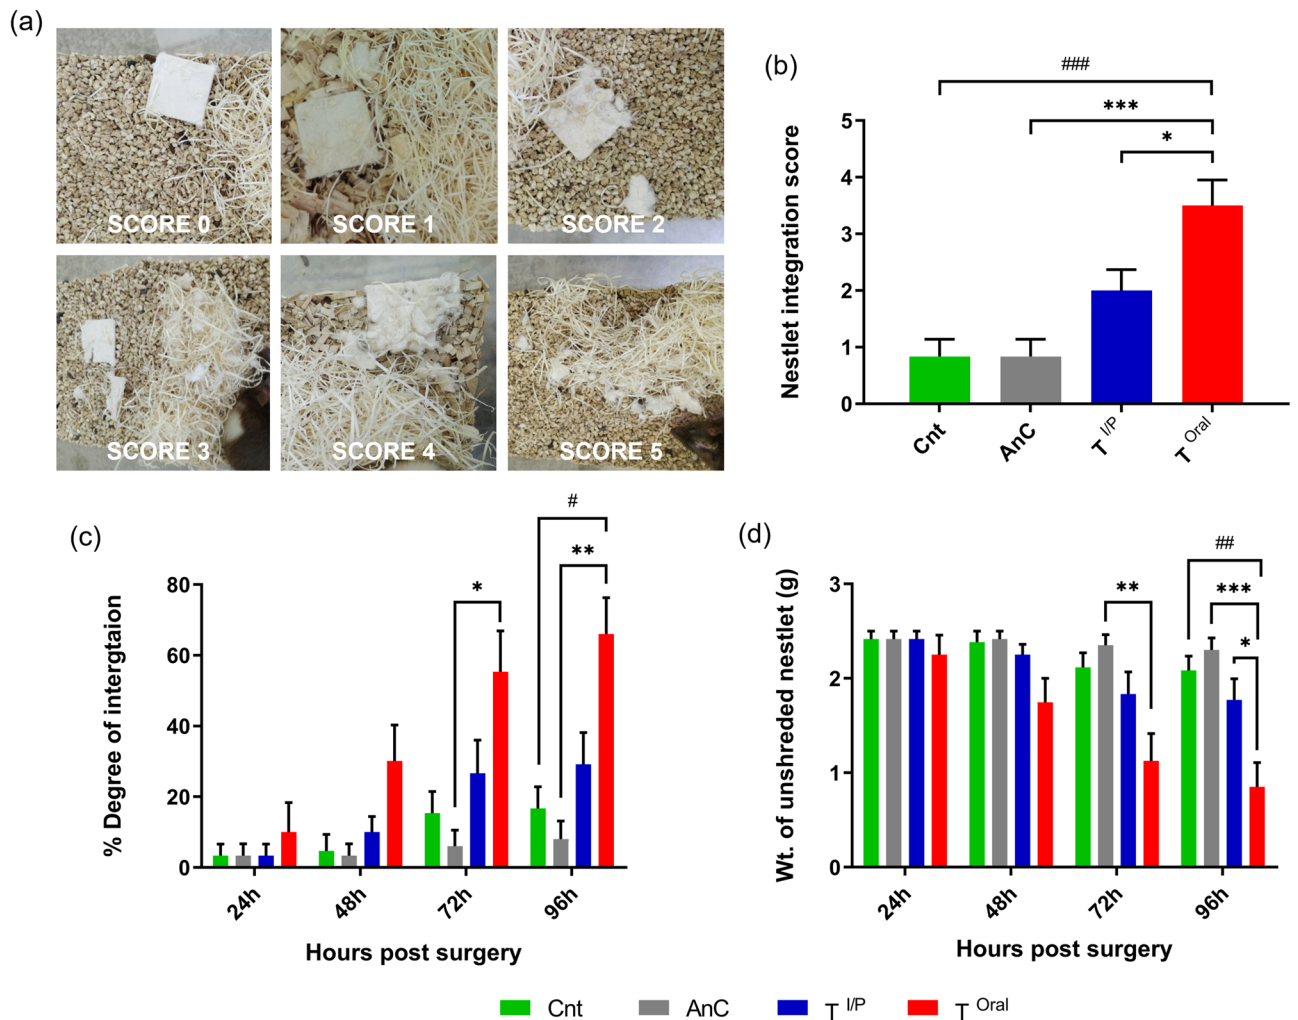 (a)
SCORE 0
SCORE 1
SCORE 2
SCORE 3
SCORE 4
SCORE 5
(b)
###
***
*
Nestlet integration score
5
4
3
2
1
0
Cnt
AnC
T I/P
T Oral
(c)
#
**
*
% Degree of intergtaion
80
60
40
20
0
24h
48h
72h
96h
Hours post surgery
(d)
##
***
**
*
Wt. of unshreded nestlet (g)
3
2
1
0
24h
48h
72h
96h
Hours post surgery
Cnt
AnC
T I/P
T Oral